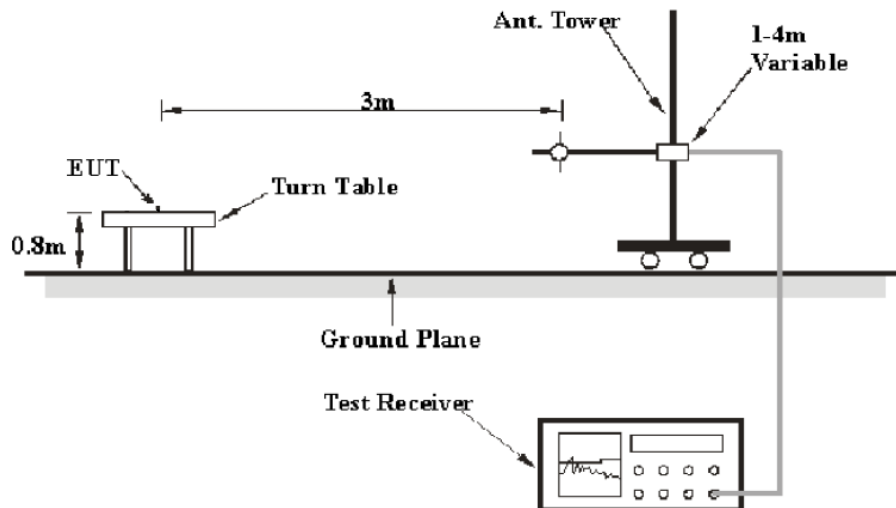 Ant. Tower
1-4m
Variable
3m
EUT
Turn Table
0.8m
Ground Plane
Test Receiver